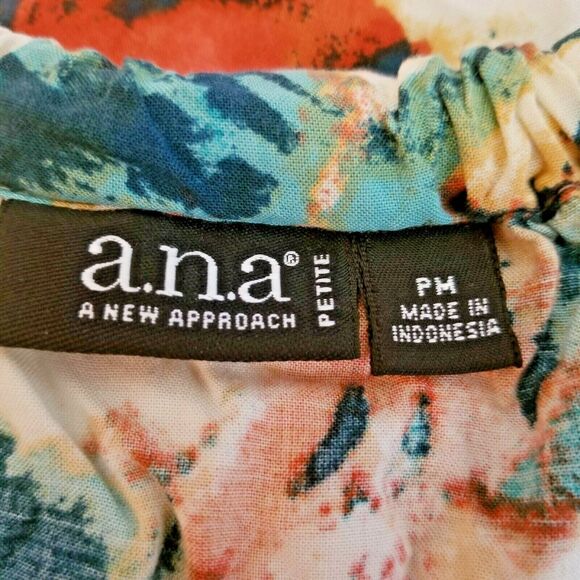 a.n.a®
A NEW APPROACH
PETITE
PM
MADE IN
INDONESIA